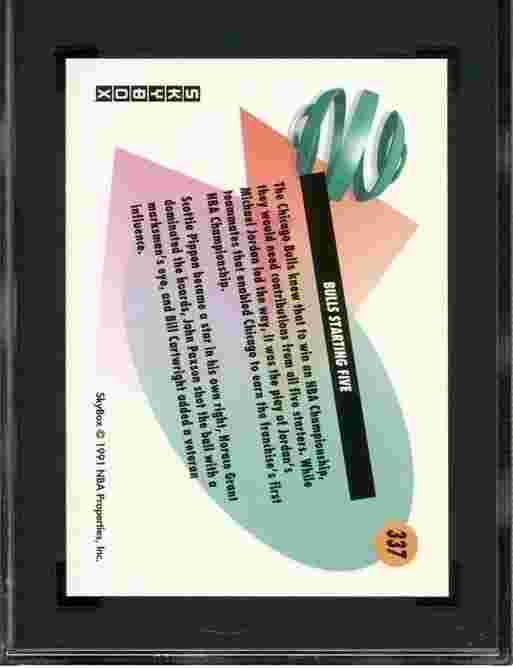 BULLS STARTING FIVE
337
The Chicago Bulls knew that to win an NBA Championship,
they would need contributions from all five starters. While
Michael Jordan led the way, it was the play of Jordan's
teammates that enabled Chicago to earn the franchise's first
NBA Championship.
Scottie Pippen became a star in his own right, Horace Grant
dominated the boards, John Paxson shot the ball with a
marksmen's eye, and Bill Cartwright added a veteran
influence.
SKYBOX
SkyBox © 1991 NBA Properties, Inc.